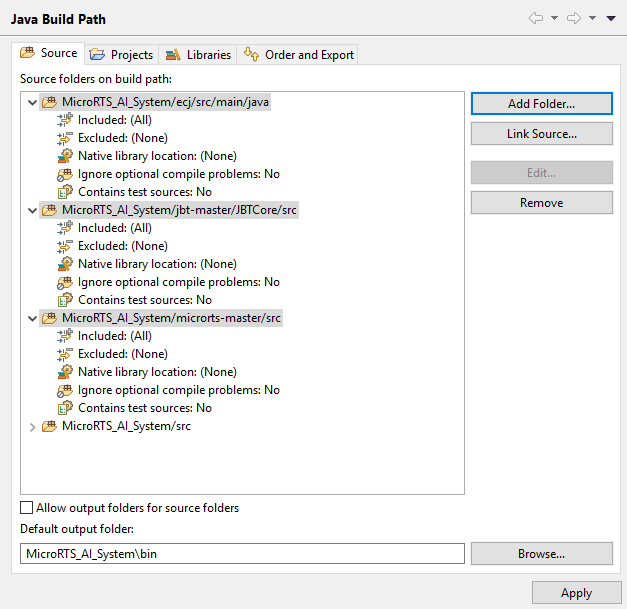 Java Build Path
Source
Projects
Libraries
Order and Export
Source folders on build path:
MicroRTS_AI_System/ecj/src/main/java
Included: (All)
Excluded: (None)
Native library location: (None)
Ignore optional compile problems: No
Contains test sources: No
MicroRTS_AI_System/jbt-master/JBTCore/src
Included: (All)
Excluded: (None)
Native library location: (None)
Ignore optional compile problems: No
Contains test sources: No
MicroRTS_AI_System/microrts-master/src
Included: (All)
Excluded: (None)
Native library location: (None)
Ignore optional compile problems: No
Contains test sources: No
MicroRTS_AI_System/src
Add Folder...
Link Source...
Edit...
Remove
Allow output folders for source folders
Default output folder:
MicroRTS_AI_System\bin
Browse...
Apply